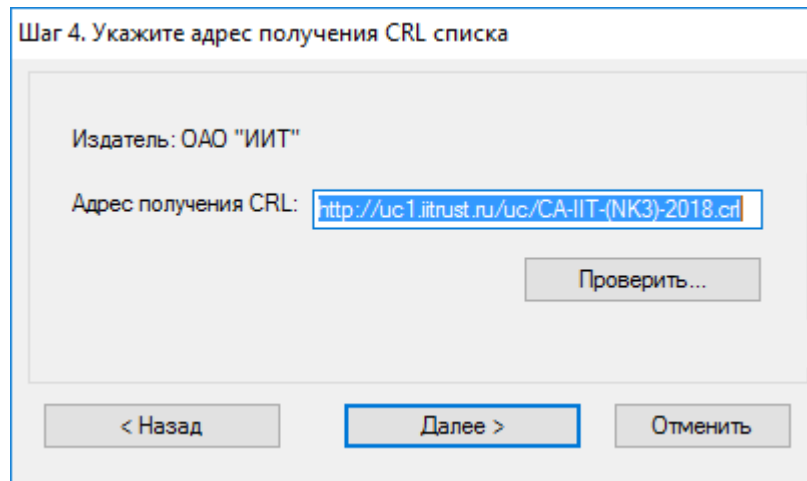 Шаг 4. Укажите адрес получения CRL списка
Издатель: ОАО "ИИТ"
Адрес получения CRL: http://uc1.iitrust.ru/uc/CA-IIT-(NK3)-2018.crl
Проверить...
< Назад Далее > Отменить